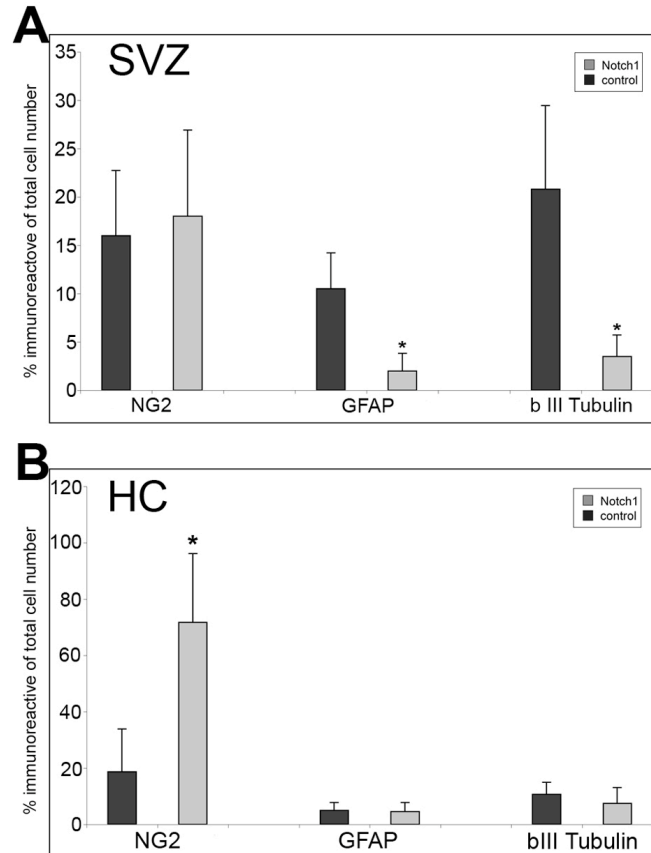 A
SVZ
Notch1
control
% immunoreactove of total cell number
35
30
25
20
15
10
5
0
*
*
NG2 GFAP b III Tubulin
B
HC
Notch1
control
% immunoreactive of total cell number
120
100
80
60
40
20
0
*
NG2 GFAP bIII Tubulin